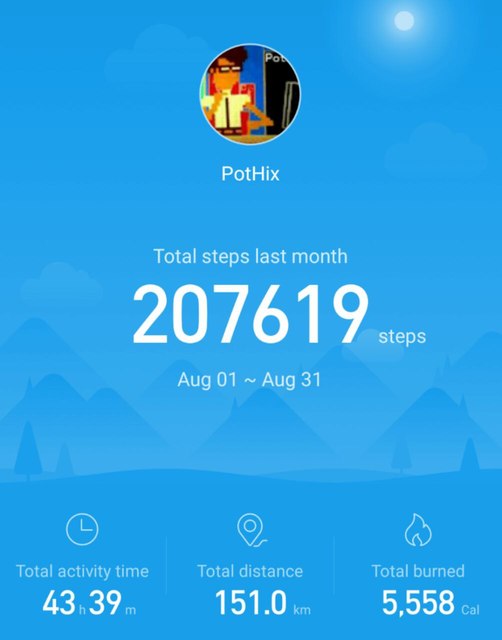 Pot
PotHix
Total steps last month
207619 steps
Aug 01 ~ Aug 31
Total activity time Total distance Total burned
43 h 39 m 151.0 km 5,558 Cal